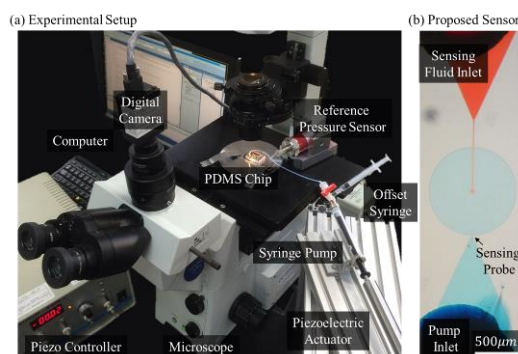 (a) Experimental Setup
(b) Proposed Sensor
Sensing
Fluid Inlet
Digital
Camera
Reference
Pressure Sensor
Computer
PDMS Chip
Offset
Syringe
Sensing
Probe
Syringe Pump
Piezoelectric
Actuator
Pump
Inlet
500μm
Piezo Controller
Microscope